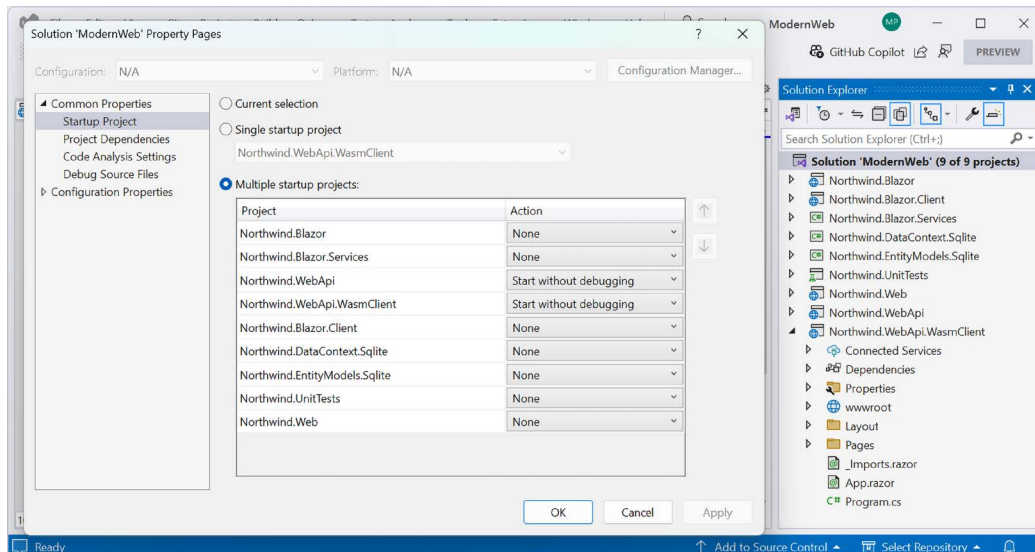 ModernWeb MP
Solution 'ModernWeb' Property Pages ? ×
GitHub Copilot PREVIEW
Configuration: N/A Platform: N/A Configuration Manager...
Common Properties
Startup Project
Project Dependencies
Code Analysis Settings
Debug Source Files
Configuration Properties
Current selection
Single startup project
Northwind.WebApi.WasmClient
Multiple startup projects:
Project Action
Northwind.Blazor None
Northwind.Blazor.Services None
Northwind.WebApi Start without debugging
Northwind.WebApi.WasmClient Start without debugging
Northwind.Blazor.Client None
Northwind.DataContext.Sqlite None
Northwind.EntityModels.Sqlite None
Northwind.UnitTests None
Northwind.Web None
OK Cancel Apply
Solution Explorer
Search Solution Explorer (Ctrl+;)
Solution 'ModernWeb' (9 of 9 projects)
Northwind.Blazor
Northwind.Blazor.Client
C# Northwind.Blazor.Services
C# Northwind.DataContext.Sqlite
C# Northwind.EntityModels.Sqlite
Northwind.UnitTests
Northwind.Web
Northwind.WebApi
Northwind.WebApi.WasmClient
Connected Services
Dependencies
Properties
wwwroot
Layout
Pages
_Imports.razor
App.razor
C# Program.cs
Ready Add to Source Control Select Repository